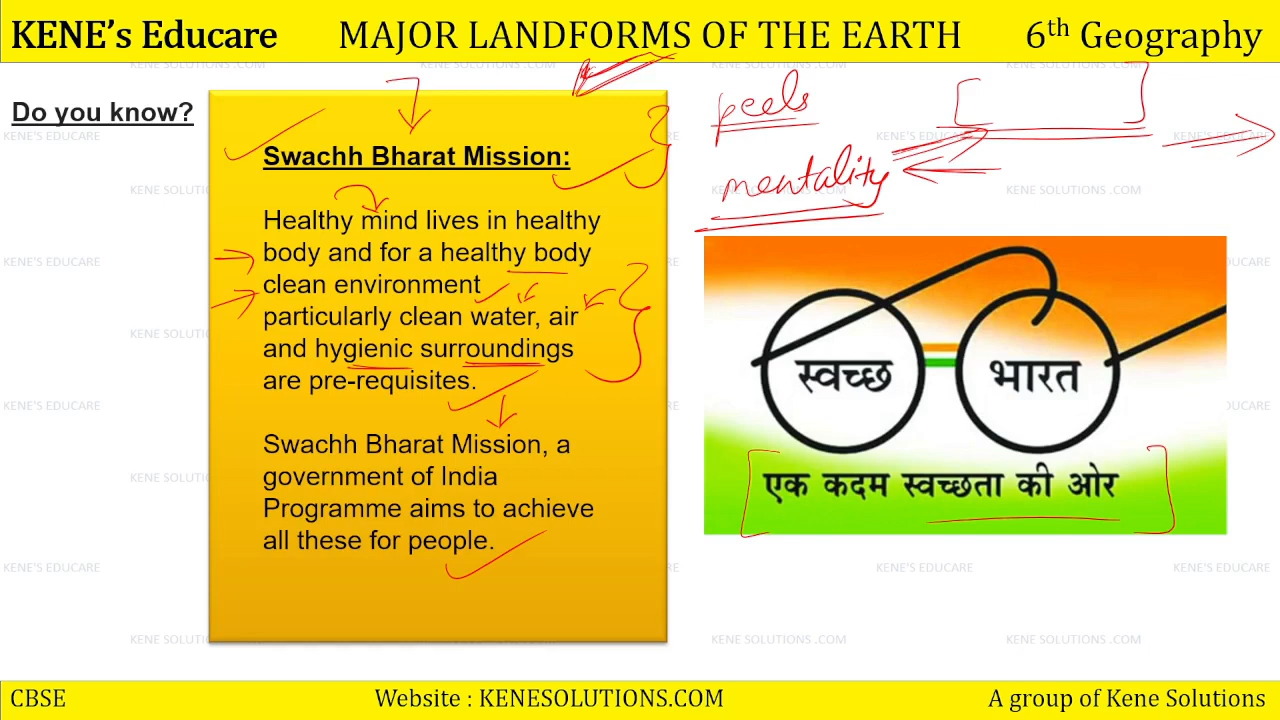 KENE's Educare MAJOR LANDFORMS OF THE EARTH 6th Geography
Do you know?
Swachh Bharat Mission:
Healthy mind lives in healthy
body and for a healthy body
clean environment
particularly clean water, air
and hygienic surroundings
are pre-requisites.
Swachh Bharat Mission, a
government of India
Programme aims to achieve
all these for people.
peels
mentality
स्वच्छ भारत
एक कदम स्वच्छता की ओर
CBSE Website : KENESOLUTIONS.COM A group of Kene Solutions